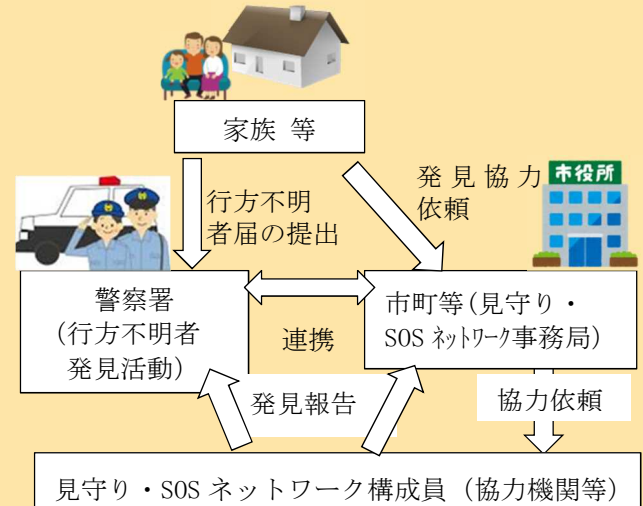 家族 等
市役所
行方不明
者届の提出
発見協力
依頼
警察署
(行方不明者
発見活動)
連携
市町等(見守り・
SOSネットワーク事務局)
発見報告
協力依頼
見守り・SOSネットワーク構成員（協力機関等）